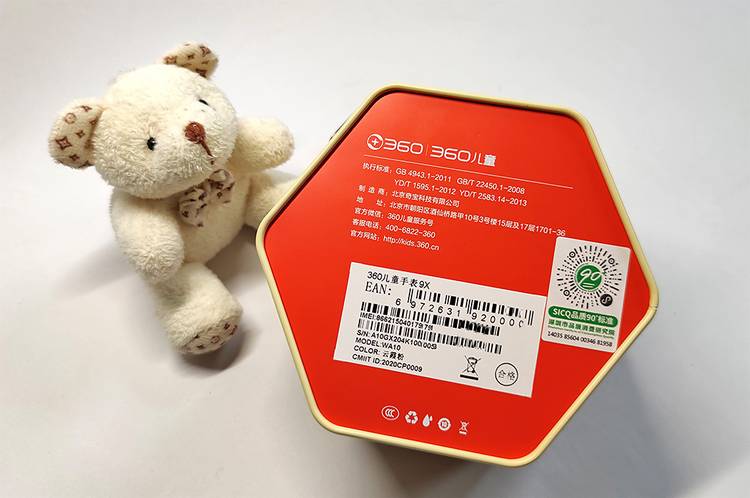 360 | 360儿童
执行标准: GB 4943.1-2011 GB/T 22450.1-2008
YD/T 1595.1-2012 YD/T 2583.14-2013
制造商: 北京奇宝科技有限公司
地址: 北京市朝阳区酒仙桥路甲10号3号楼15层及17层1701-36
官方微信: 360儿童服务号
客服电话: 400-6822-360
官方网站: http://kids.360.cn
360儿童手表9X
EAN:
6 972631 92000
S/N: A10GX204K100
MODEL: WA10
COLOR: 云霞粉
CMIIT ID: 2020CP0009
合格
CCC
10
90
SICQ品质90°标准
深圳市品质消费研究院
14035 85604 00346 81958